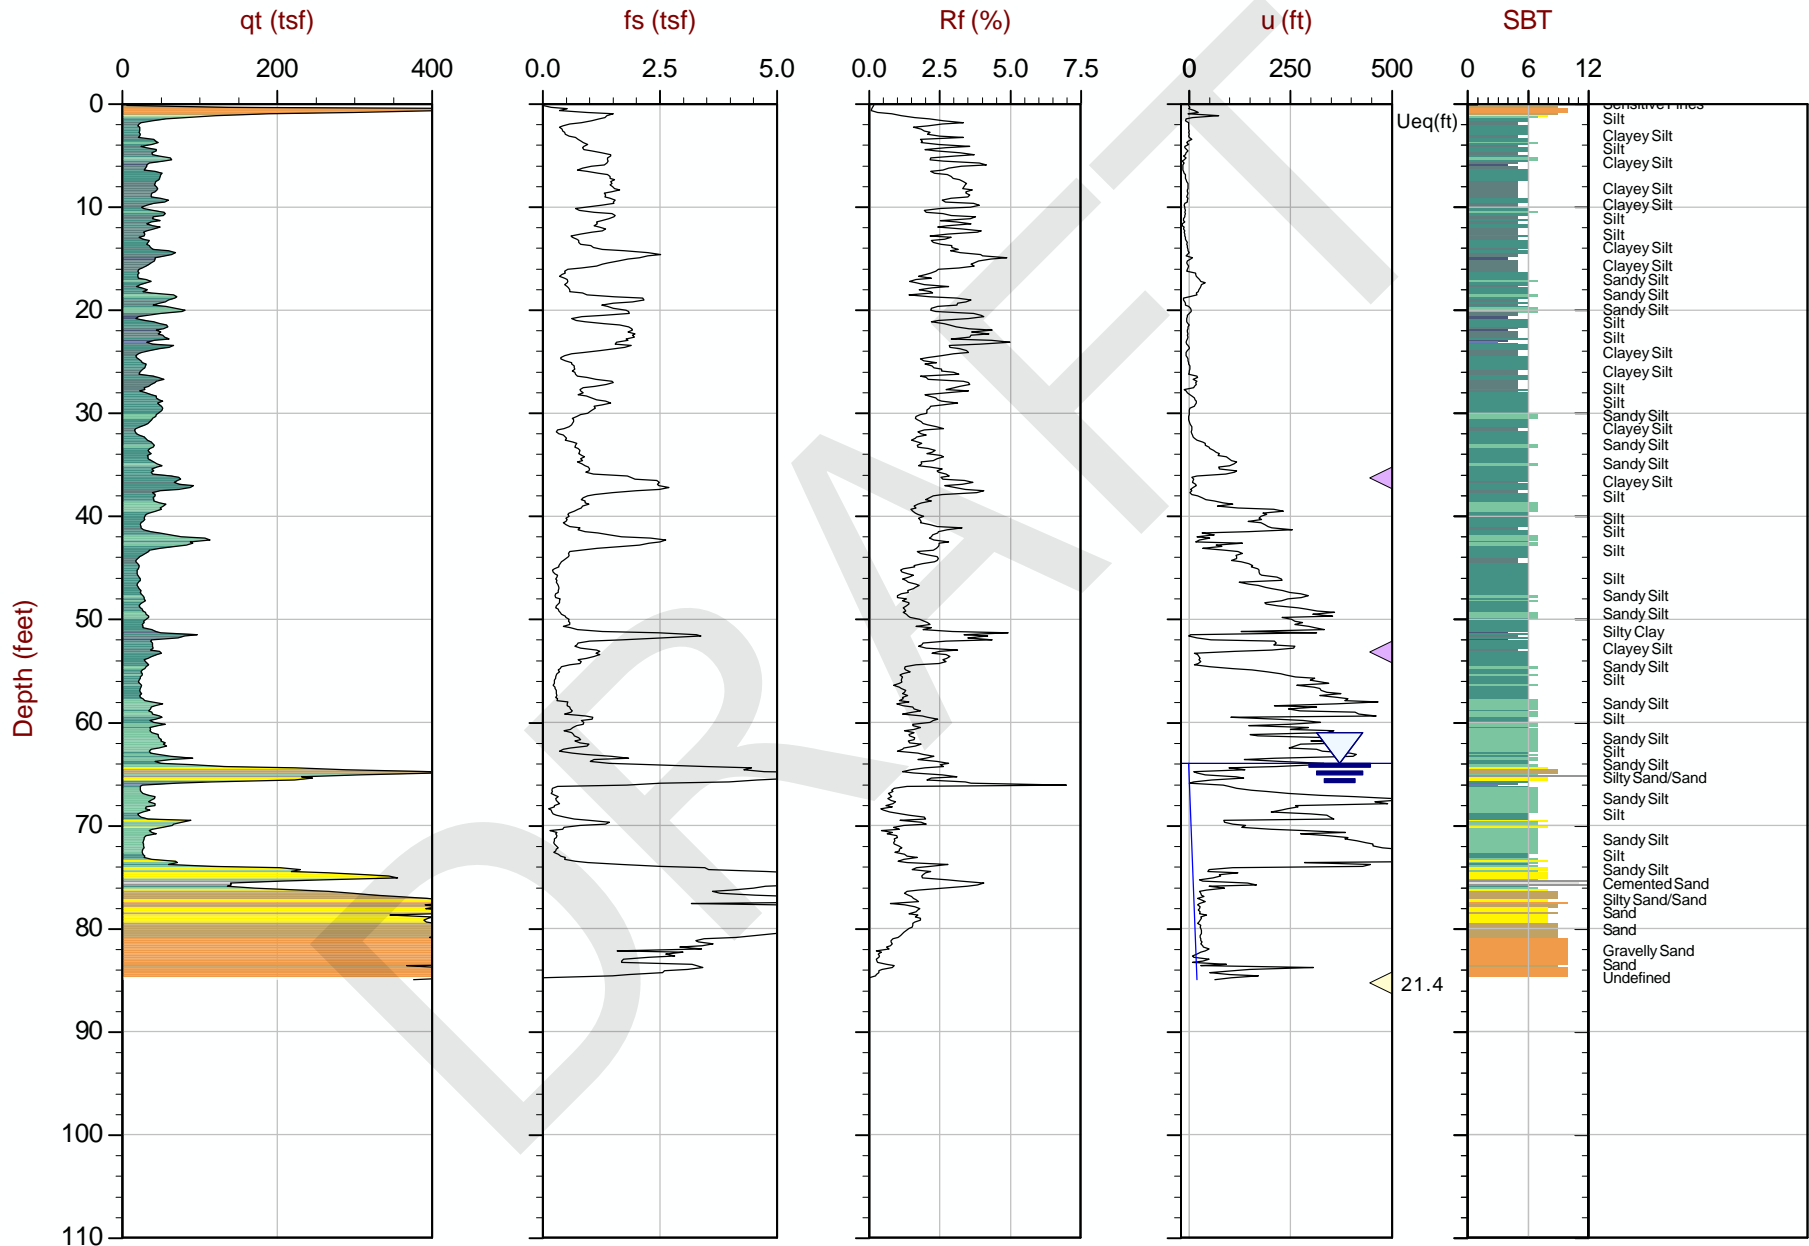 qt (tsf) fs (tsf) Rf (%) u (ft) SBT
0 200 400 0.0 2.5 5.0 0.0 2.5 5.0 7.5 0 250 500 0 6 12
Depth (feet)
0
10
20
30
40
50
60
70
80
90
100
110
Ueq(ft)
21.4
Sensitive Fines
Silt
Clayey Silt
Silt
Clayey Silt
Clayey Silt
Clayey Silt
Silt
Silt
Clayey Silt
Clayey Silt
Sandy Silt
Sandy Silt
Sandy Silt
Silt
Silt
Clayey Silt
Clayey Silt
Silt
Silt
Sandy Silt
Clayey Silt
Sandy Silt
Sandy Silt
Clayey Silt
Silt
Silt
Silt
Silt
Silt
Sandy Silt
Sandy Silt
Silty Clay
Clayey Silt
Sandy Silt
Silt
Sandy Silt
Silt
Sandy Silt
Silt
Sandy Silt
Silty Sand/Sand
Sandy Silt
Silt
Sandy Silt
Silt
Sandy Silt
Cemented Sand
Silty Sand/Sand
Sand
Sand
Gravelly Sand
Sand
Undefined
DRAFT